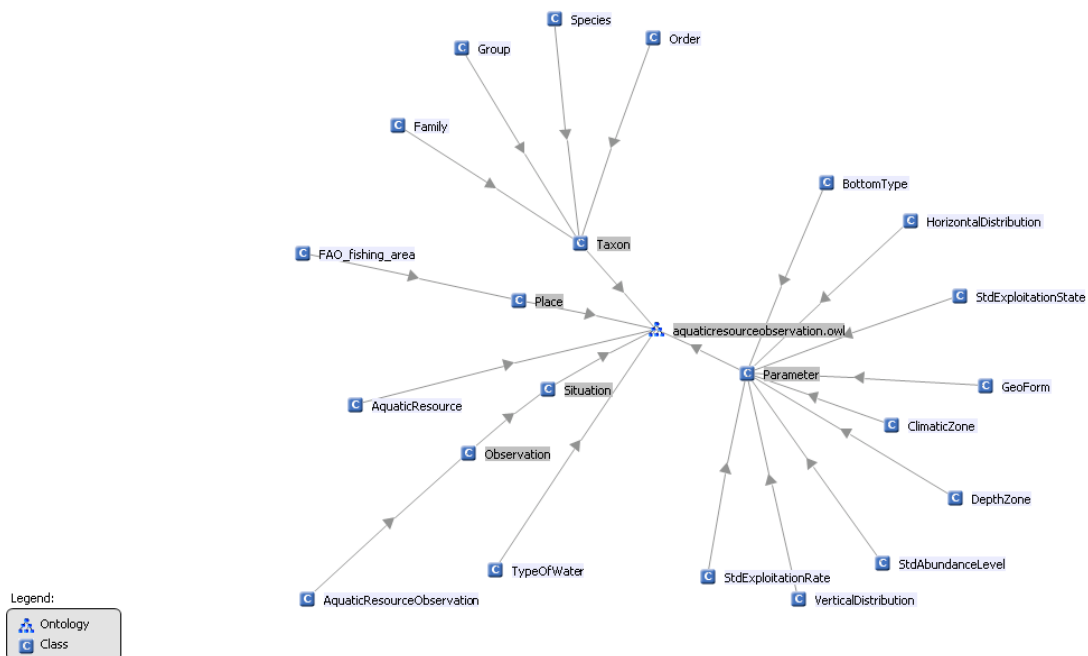 Species
Order
Group
Family
BottomType
HorizontalDistribution
Taxon
FAO_fishing_area
StdExploitationState
Place
aquaticresourceobservation.owl
Parameter
GeoForm
Situation
AquaticResource
ClimaticZone
Observation
DepthZone
StdAbundanceLevel
TypeOfWater
StdExploitationRate
AquaticResourceObservation
VerticalDistribution
Legend:
Ontology
C Class